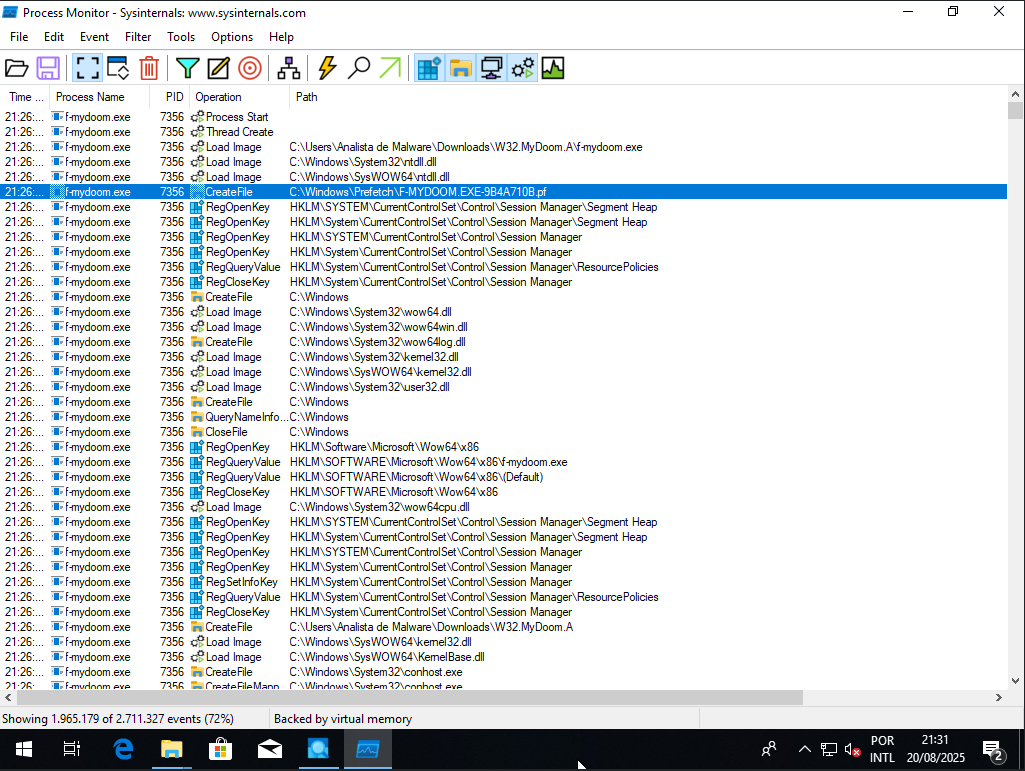 Process Monitor - Sysinternals: www.sysinternals.com
File Edit Event Filter Tools Options Help
Time ... Process Name PID Operation Path
21:26:... f-mydoom.exe 7356 Process Start
21:26:... f-mydoom.exe 7356 Thread Create
21:26:... f-mydoom.exe 7356 Load Image C:\Users\Analista de Malware\Downloads\W32.MyDoom.A\f-mydoom.exe
21:26:... f-mydoom.exe 7356 Load Image C:\Windows\System32\ntdll.dll
21:26:... f-mydoom.exe 7356 Load Image C:\Windows\SysWOW64\ntdll.dll
21:26:... f-mydoom.exe 7356 CreateFile C:\Windows\Prefetch\F-MYDOOM.EXE-9B4A710B.pf
21:26:... f-mydoom.exe 7356 RegOpenKey HKLM\SYSTEM\CurrentControlSet\Control\Session Manager\Segment Heap
21:26:... f-mydoom.exe 7356 RegOpenKey HKLM\System\CurrentControlSet\Control\Session Manager\Segment Heap
21:26:... f-mydoom.exe 7356 RegOpenKey HKLM\SYSTEM\CurrentControlSet\Control\Session Manager
21:26:... f-mydoom.exe 7356 RegOpenKey HKLM\System\CurrentControlSet\Control\Session Manager
21:26:... f-mydoom.exe 7356 RegQueryValue HKLM\System\CurrentControlSet\Control\Session Manager\ResourcePolicies
21:26:... f-mydoom.exe 7356 RegCloseKey HKLM\System\CurrentControlSet\Control\Session Manager
21:26:... f-mydoom.exe 7356 CreateFile C:\Windows
21:26:... f-mydoom.exe 7356 Load Image C:\Windows\System32\wow64.dll
21:26:... f-mydoom.exe 7356 Load Image C:\Windows\System32\wow64win.dll
21:26:... f-mydoom.exe 7356 CreateFile C:\Windows\System32\wow64log.dll
21:26:... f-mydoom.exe 7356 Load Image C:\Windows\System32\kernel32.dll
21:26:... f-mydoom.exe 7356 Load Image C:\Windows\SysWOW64\kernel32.dll
21:26:... f-mydoom.exe 7356 Load Image C:\Windows\System32\user32.dll
21:26:... f-mydoom.exe 7356 CreateFile C:\Windows
21:26:... f-mydoom.exe 7356 QueryNameInfo... C:\Windows
21:26:... f-mydoom.exe 7356 CloseFile C:\Windows
21:26:... f-mydoom.exe 7356 RegOpenKey HKLM\Software\Microsoft\Wow64\x86
21:26:... f-mydoom.exe 7356 RegQueryValue HKLM\SOFTWARE\Microsoft\Wow64\x86\f-mydoom.exe
21:26:... f-mydoom.exe 7356 RegQueryValue HKLM\SOFTWARE\Microsoft\Wow64\x86\(Default)
21:26:... f-mydoom.exe 7356 RegCloseKey HKLM\SOFTWARE\Microsoft\Wow64\x86
21:26:... f-mydoom.exe 7356 Load Image C:\Windows\System32\wow64cpu.dll
21:26:... f-mydoom.exe 7356 RegOpenKey HKLM\SYSTEM\CurrentControlSet\Control\Session Manager\Segment Heap
21:26:... f-mydoom.exe 7356 RegOpenKey HKLM\System\CurrentControlSet\Control\Session Manager\Segment Heap
21:26:... f-mydoom.exe 7356 RegOpenKey HKLM\SYSTEM\CurrentControlSet\Control\Session Manager
21:26:... f-mydoom.exe 7356 RegOpenKey HKLM\System\CurrentControlSet\Control\Session Manager
21:26:... f-mydoom.exe 7356 RegSetInfoKey HKLM\System\CurrentControlSet\Control\Session Manager
21:26:... f-mydoom.exe 7356 RegQueryValue HKLM\System\CurrentControlSet\Control\Session Manager\ResourcePolicies
21:26:... f-mydoom.exe 7356 RegCloseKey HKLM\System\CurrentControlSet\Control\Session Manager
21:26:... f-mydoom.exe 7356 CreateFile C:\Users\Analista de Malware\Downloads\W32.MyDoom.A
21:26:... f-mydoom.exe 7356 Load Image C:\Windows\SysWOW64\kernel32.dll
21:26:... f-mydoom.exe 7356 Load Image C:\Windows\SysWOW64\KernelBase.dll
21:26:... f-mydoom.exe 7356 CreateFile C:\Windows\System32\conhost.exe
21:26:... f-mydoom.exe 7356 CreateFileMapp... C:\Windows\System32\conhost.exe
Showing 1.965.179 of 2.711.327 events (72%) Backed by virtual memory
POR
INTL
21:31
20/08/2025
2